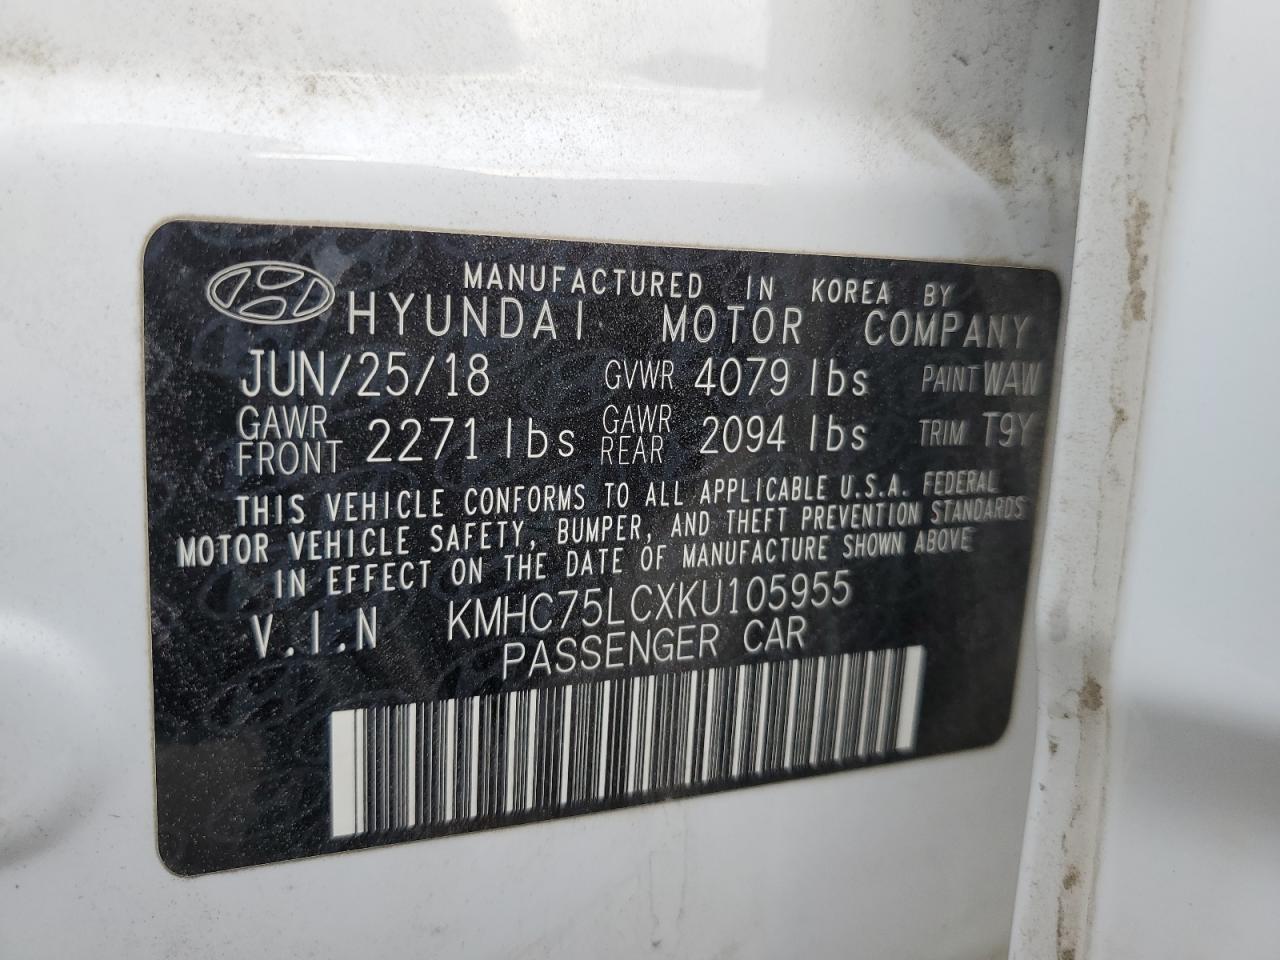 MANUFACTURED IN KOREA BY
HYUNDAI MOTOR COMPANY
JUN/25/18 GVWR 4079 lbs PAINT WAW
GAWR FRONT 2271 lbs GAWR REAR 2094 lbs TRIM T9Y
THIS VEHICLE CONFORMS TO ALL APPLICABLE U.S.A. FEDERAL
MOTOR VEHICLE SAFETY, BUMPER, AND THEFT PREVENTION STANDARDS
IN EFFECT ON THE DATE OF MANUFACTURE SHOWN ABOVE
V.I.N KMHC75LCXKU105955
PASSENGER CAR